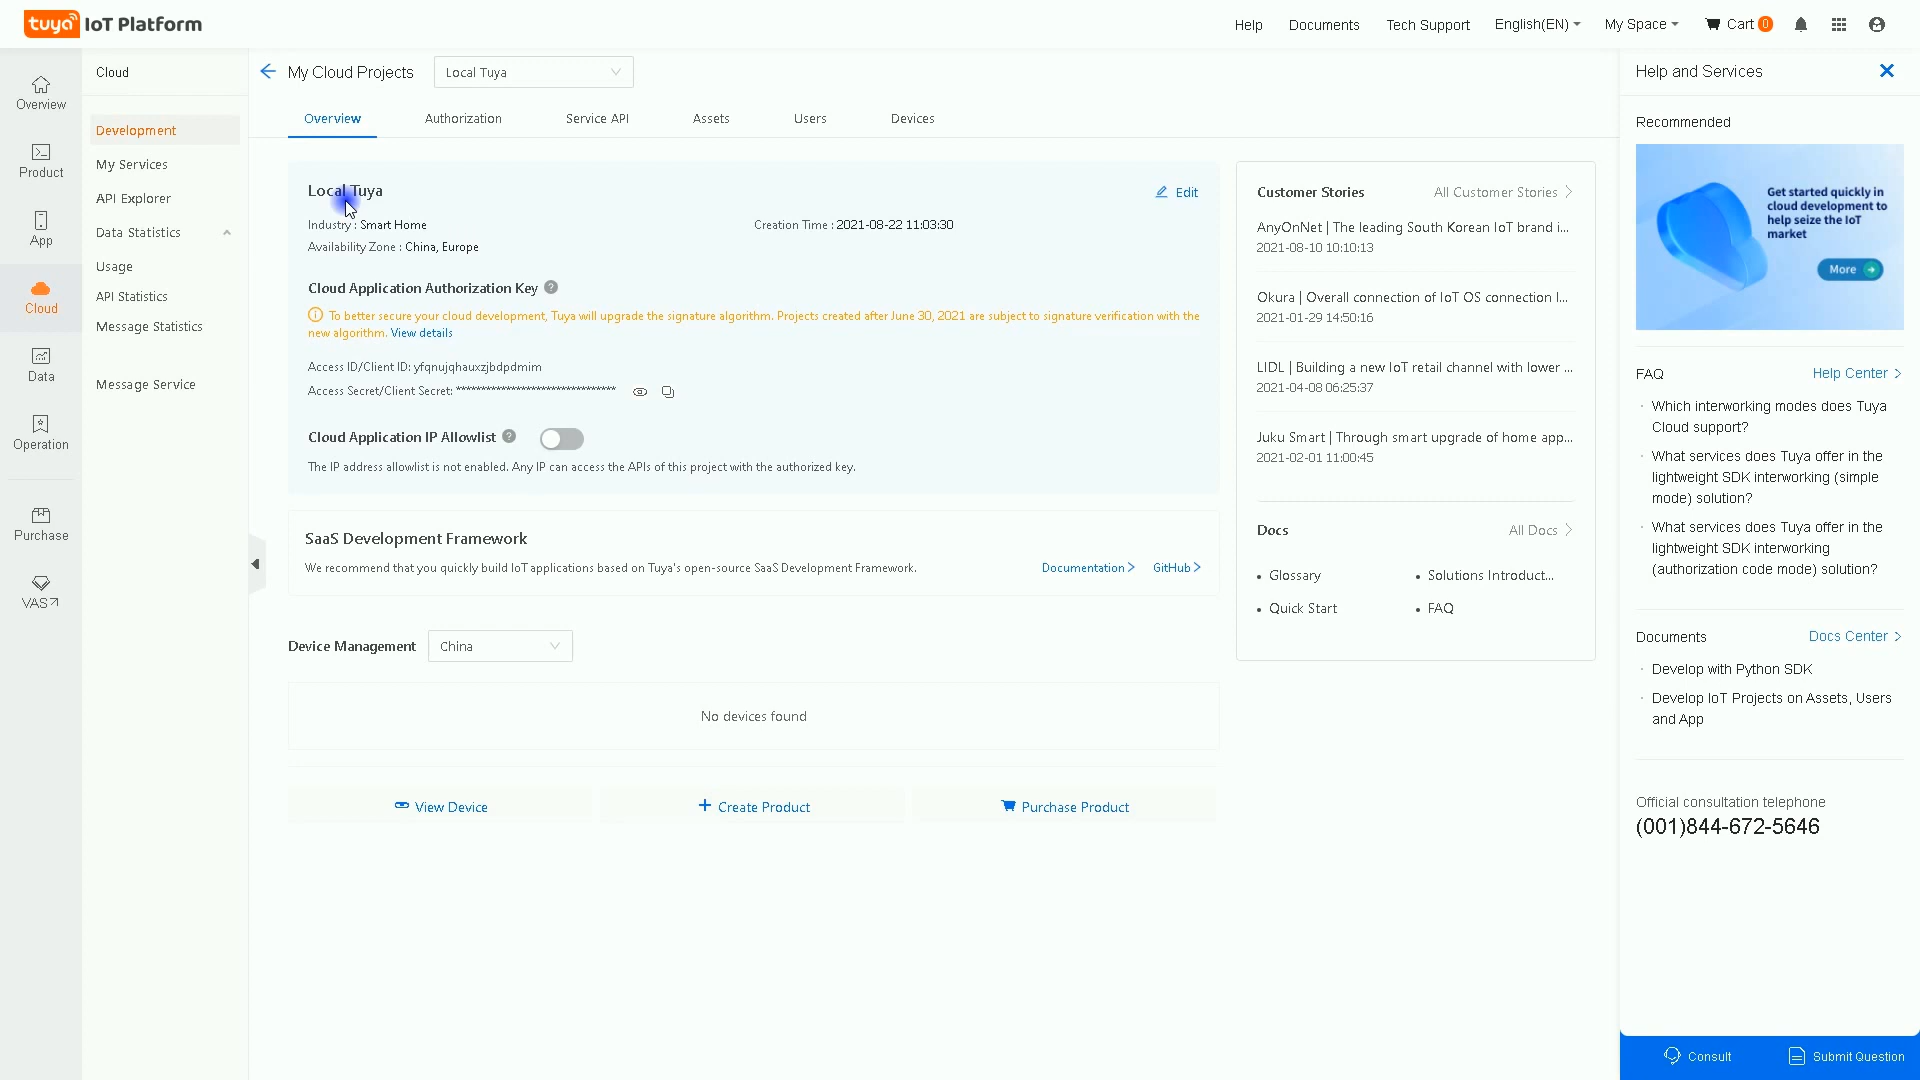 tuya IoT Platform
Help
Documents
Tech Support
English(EN)
My Space
Cart 0
Overview
Product
App
Cloud
Data
Operation
Purchase
VAS
Cloud
Development
My Services
API Explorer
Data Statistics
Usage
API Statistics
Message Statistics
Message Service
My Cloud Projects
Local Tuya
Overview
Authorization
Service API
Assets
Users
Devices
Local Tuya
Edit
Industry : Smart Home
Creation Time : 2021-08-22 11:03:30
Availability Zone : China, Europe
Cloud Application Authorization Key
To better secure your cloud development, Tuya will upgrade the signature algorithm. Projects created after June 30, 2021 are subject to signature verification with the
new algorithm. View details
Access ID/Client ID: yfqnujqhauxzjbdpdmim
Access Secret/Client Secret: ********************************
Cloud Application IP Allowlist
The IP address allowlist is not enabled. Any IP can access the APIs of this project with the authorized key.
SaaS Development Framework
We recommend that you quickly build IoT applications based on Tuya's open-source SaaS Development Framework.
Documentation
GitHub
Device Management
China
No devices found
View Device
Create Product
Purchase Product
Customer Stories
All Customer Stories
AnyOnNet | The leading South Korean IoT brand i...
2021-08-10 10:10:13
Okura | Overall connection of IoT OS connection I...
2021-01-29 14:50:16
LIDL | Building a new IoT retail channel with lower ...
2021-04-08 06:25:37
Juku Smart | Through smart upgrade of home app...
2021-02-01 11:00:45
Docs
All Docs
Glossary
Solutions Introduct...
Quick Start
FAQ
Help and Services
Recommended
Get started quickly in
cloud development to
help seize the IoT
market
More
FAQ
Help Center
Which interworking modes does Tuya
Cloud support?
What services does Tuya offer in the
lightweight SDK interworking (simple
mode) solution?
What services does Tuya offer in the
lightweight SDK interworking
(authorization code mode) solution?
Documents
Docs Center
Develop with Python SDK
Develop IoT Projects on Assets, Users
and App
Official consultation telephone
(001)844-672-5646
Consult
Submit Question